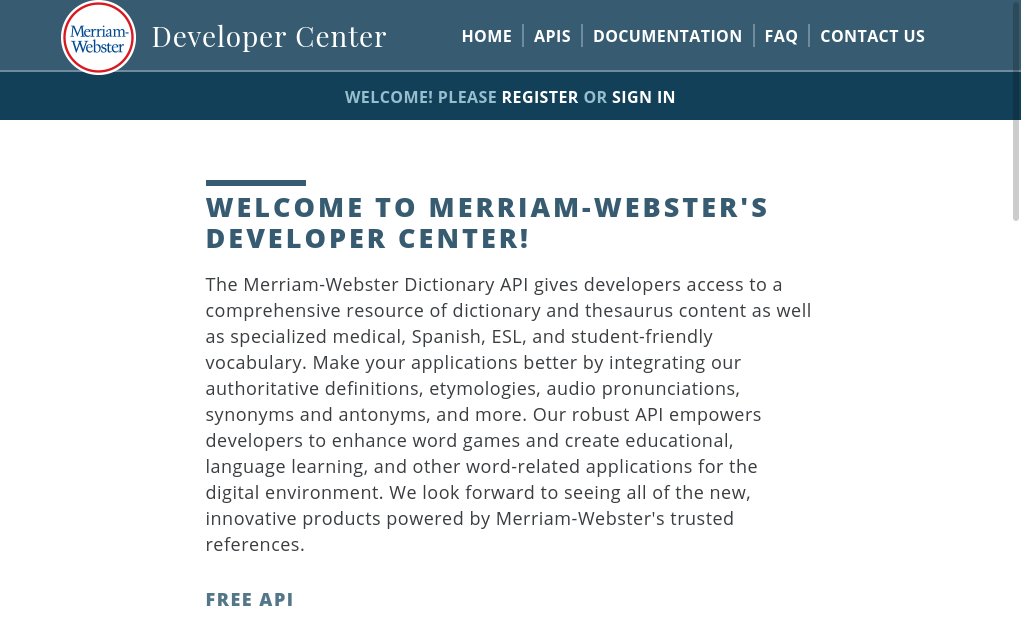 Merriam-
Webster
Developer Center
HOME
APIS
DOCUMENTATION
FAQ
CONTACT US
WELCOME! PLEASE REGISTER OR SIGN IN
WELCOME TO MERRIAM-WEBSTER'S
DEVELOPER CENTER!
The Merriam-Webster Dictionary API gives developers access to a
comprehensive resource of dictionary and thesaurus content as well
as specialized medical, Spanish, ESL, and student-friendly
vocabulary. Make your applications better by integrating our
authoritative definitions, etymologies, audio pronunciations,
synonyms and antonyms, and more. Our robust API empowers
developers to enhance word games and create educational,
language learning, and other word-related applications for the
digital environment. We look forward to seeing all of the new,
innovative products powered by Merriam-Webster's trusted
references.
FREE API